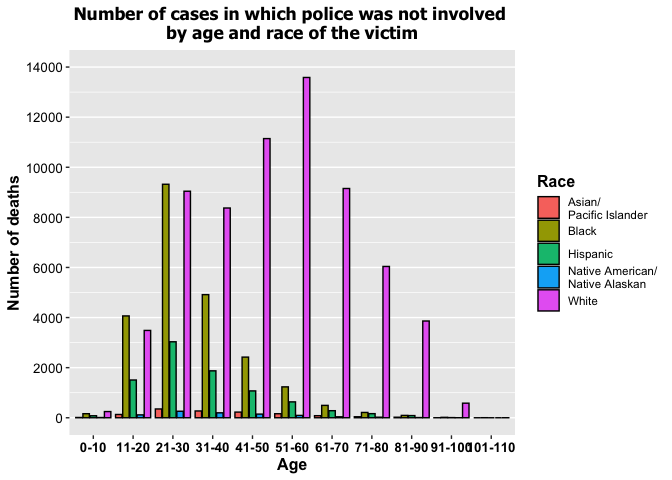 Number of cases in which police was not involved
by age and race of the victim
Number of deaths
14000
12000
10000
8000
6000
4000
2000
0
0-10 11-20 21-30 31-40 41-50 51-60 61-70 71-80 81-90 91-100 101-110
Age
Race
Asian/
Pacific Islander
Black
Hispanic
Native American/
Native Alaskan
White